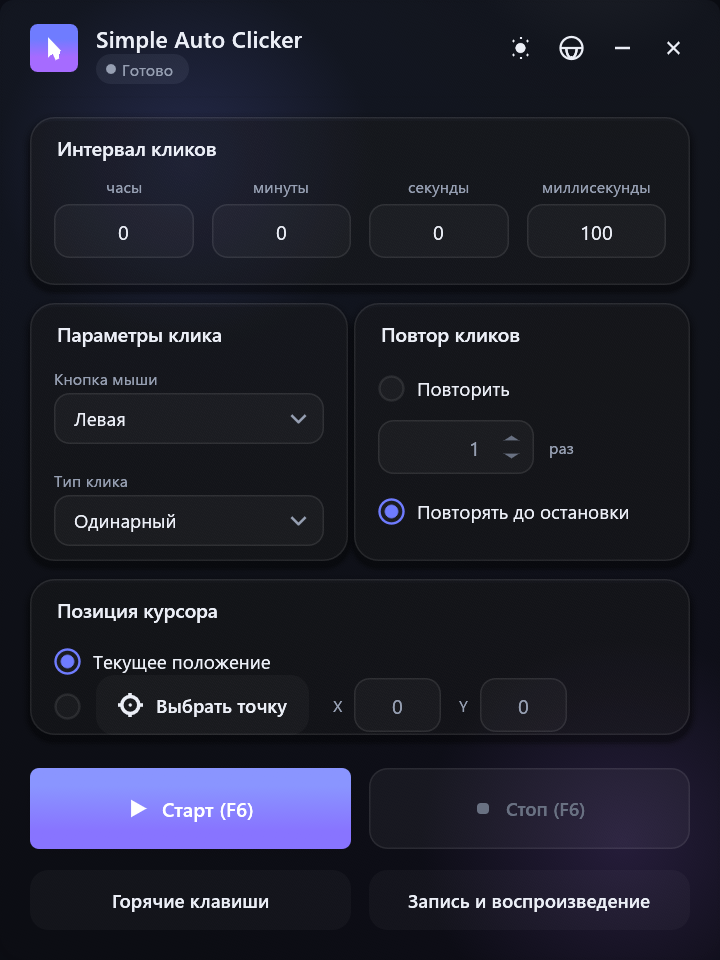 Simple Auto Clicker
Готово
Интервал кликов
часы минуты секунды миллисекунды
0 0 0 100
Параметры клика
Кнопка мыши
Левая
Тип клика
Одинарный
Повтор кликов
Повторить
1 раз
Повторять до остановки
Позиция курсора
Текущее положение
Выбрать точку X 0 Y 0
Старт (F6) Стоп (F6)
Горячие клавиши Запись и воспроизведение